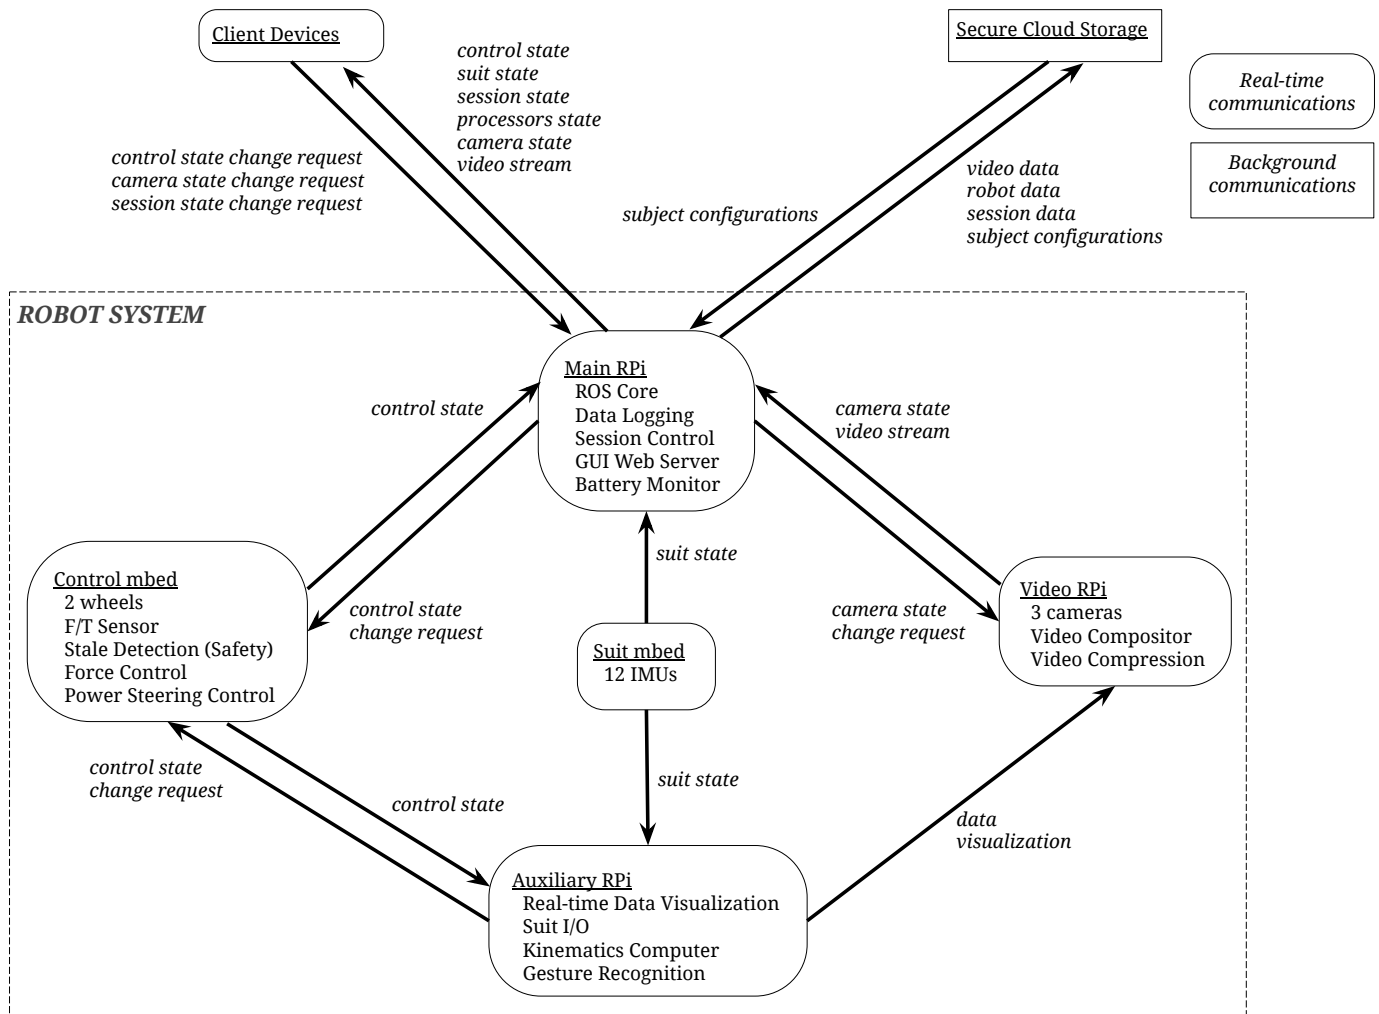 Client Devices
control state
suit state
session state
processors state
camera state
video stream
control state change request
camera state change request
session state change request
Secure Cloud Storage
Real-time
communications
Background
communications
subject configurations
video data
robot data
session data
subject configurations
ROBOT SYSTEM
Main RPi
ROS Core
Data Logging
Session Control
GUI Web Server
Battery Monitor
control state
camera state
video stream
suit state
Control mbed
2 wheels
F/T Sensor
Stale Detection (Safety)
Force Control
Power Steering Control
control state
change request
Suit mbed
12 IMUs
camera state
change request
Video RPi
3 cameras
Video Compositor
Video Compression
control state
change request
control state
suit state
data
visualization
Auxiliary RPi
Real-time Data Visualization
Suit I/O
Kinematics Computer
Gesture Recognition